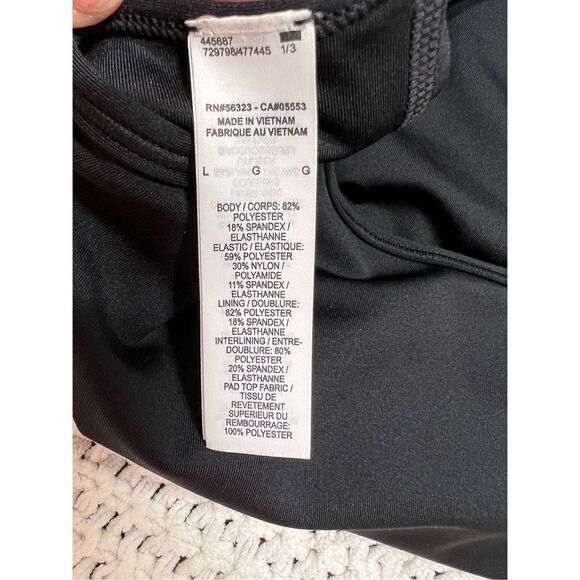 445887
729798/477445 1/3
RN#56323 - CA#05553
MADE IN VIETNAM
FABRIQUE AU VIETNAM
L G G
BODY / CORPS: 82%
POLYESTER
18% SPANDEX /
ELASTHANNE
ELASTIC / ELASTIQUE:
59% POLYESTER
30% NYLON /
POLYAMIDE
11% SPANDEX /
ELASTHANNE
LINING / DOUBLURE:
82% POLYESTER
18% SPANDEX /
ELASTHANNE
INTERLINING / ENTRE-
DOUBLURE: 80%
POLYESTER
20% SPANDEX /
ELASTHANNE
PAD TOP FABRIC /
TISSU DE
REVETEMENT
SUPERIEUR DU
REMBOURRAGE:
100% POLYESTER